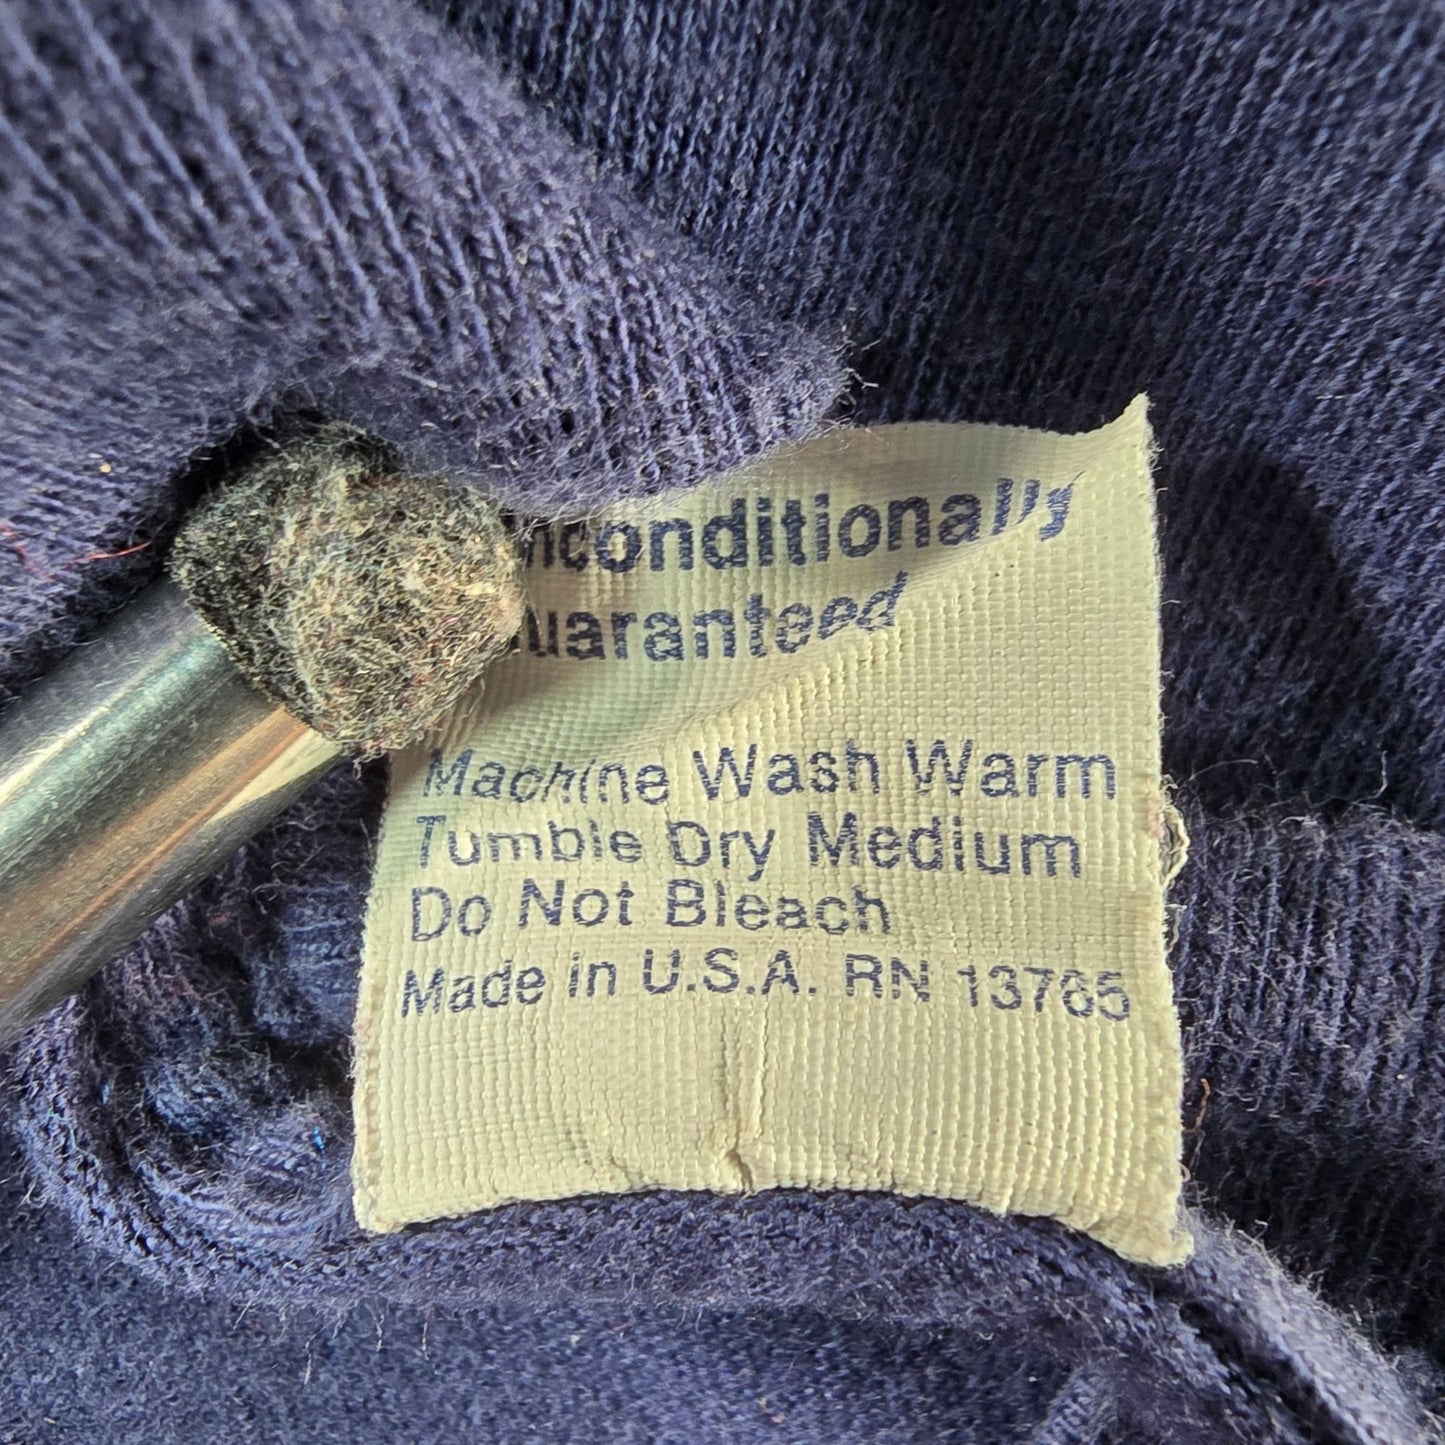 nconditionally
uaranteed
Machine Wash Warm
Tumble Dry Medium
Do Not Bleach
Made in U.S.A. RN 13765